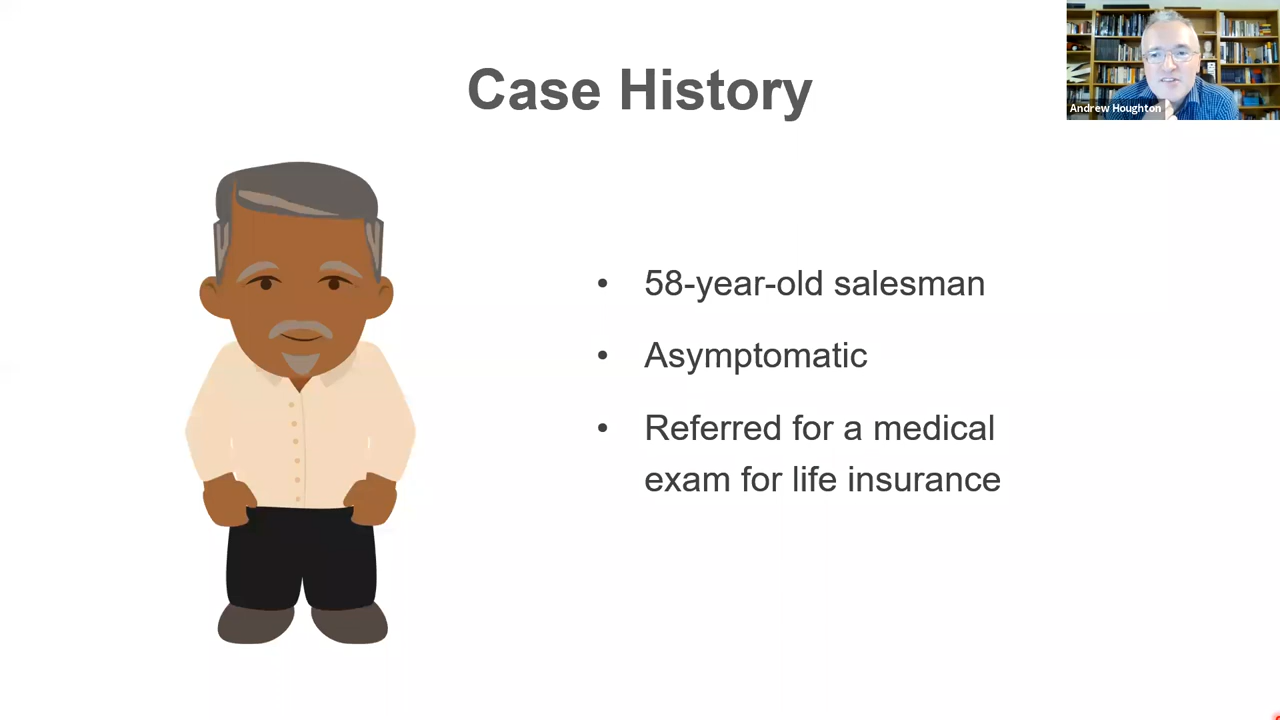 Case History
Andrew Houghton
• 58-year-old salesman
• Asymptomatic
• Referred for a medical
exam for life insurance